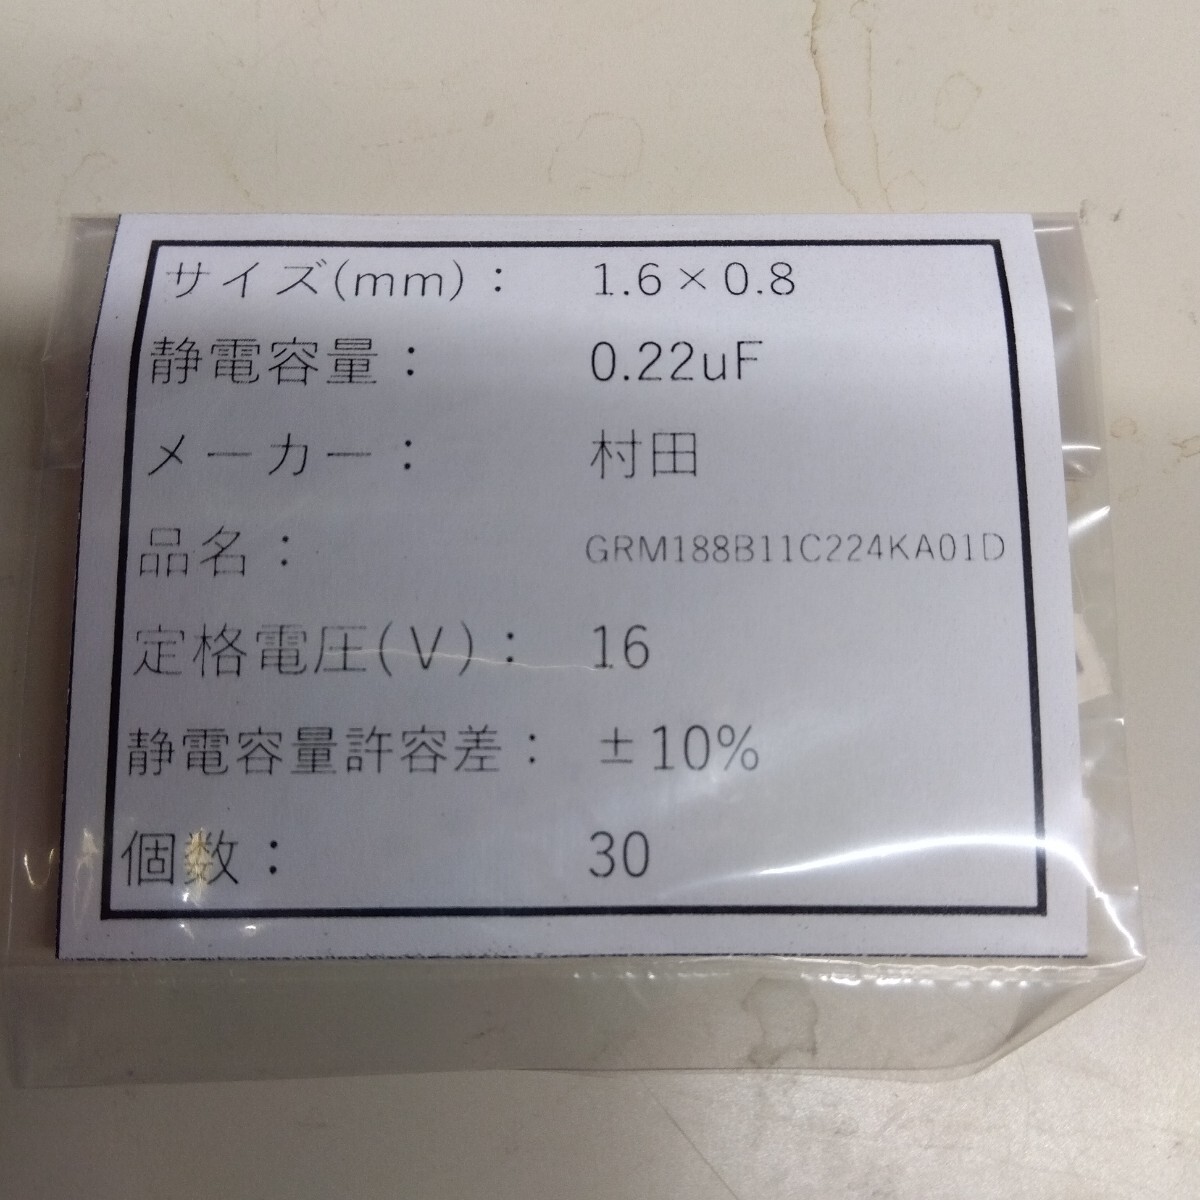 サイズ(mm)： 1.6×0.8
静電容量： 0.22uF
メーカー： 村田
品名： GRM188B11C224KA01D
定格電圧(V)： 16
静電容量許容差： ±10%
個数： 30